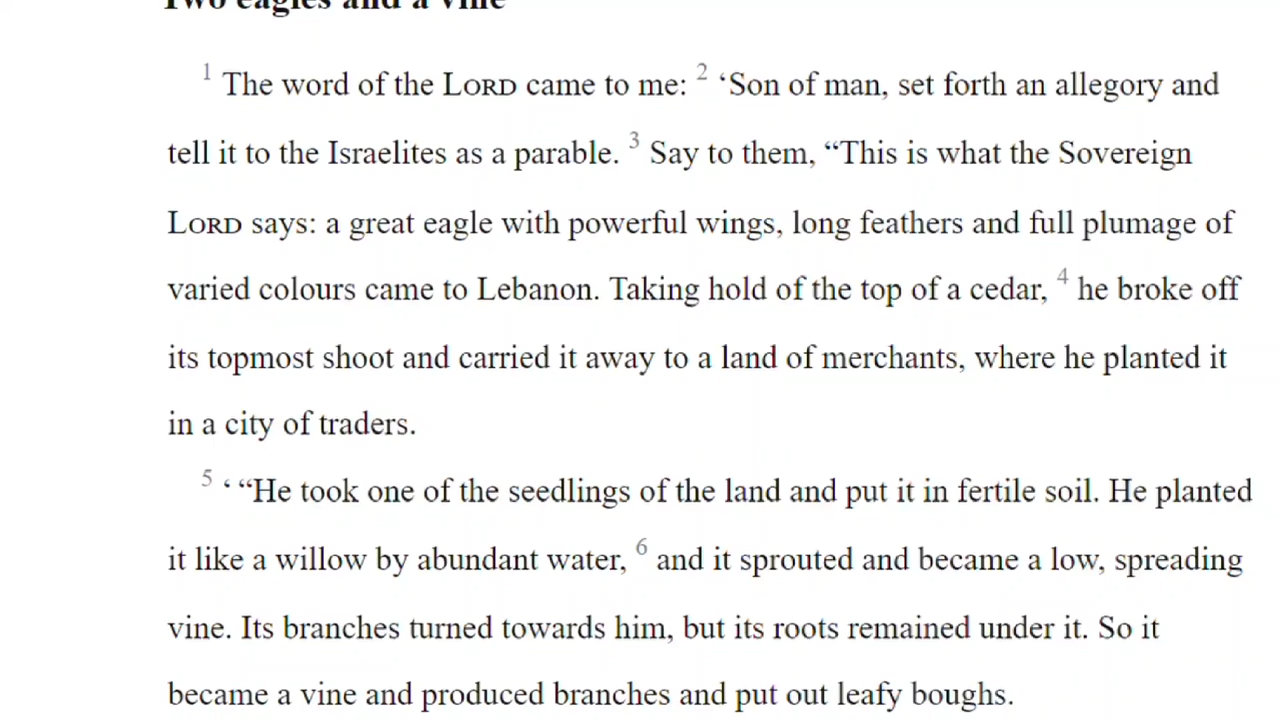 Two eagles and a vine
1 The word of the LORD came to me: 2 ‘Son of man, set forth an allegory and
tell it to the Israelites as a parable. 3 Say to them, “This is what the Sovereign
LORD says: a great eagle with powerful wings, long feathers and full plumage of
varied colours came to Lebanon. Taking hold of the top of a cedar, 4 he broke off
its topmost shoot and carried it away to a land of merchants, where he planted it
in a city of traders.
5 ‘ “He took one of the seedlings of the land and put it in fertile soil. He planted
it like a willow by abundant water, 6 and it sprouted and became a low, spreading
vine. Its branches turned towards him, but its roots remained under it. So it
became a vine and produced branches and put out leafy boughs.